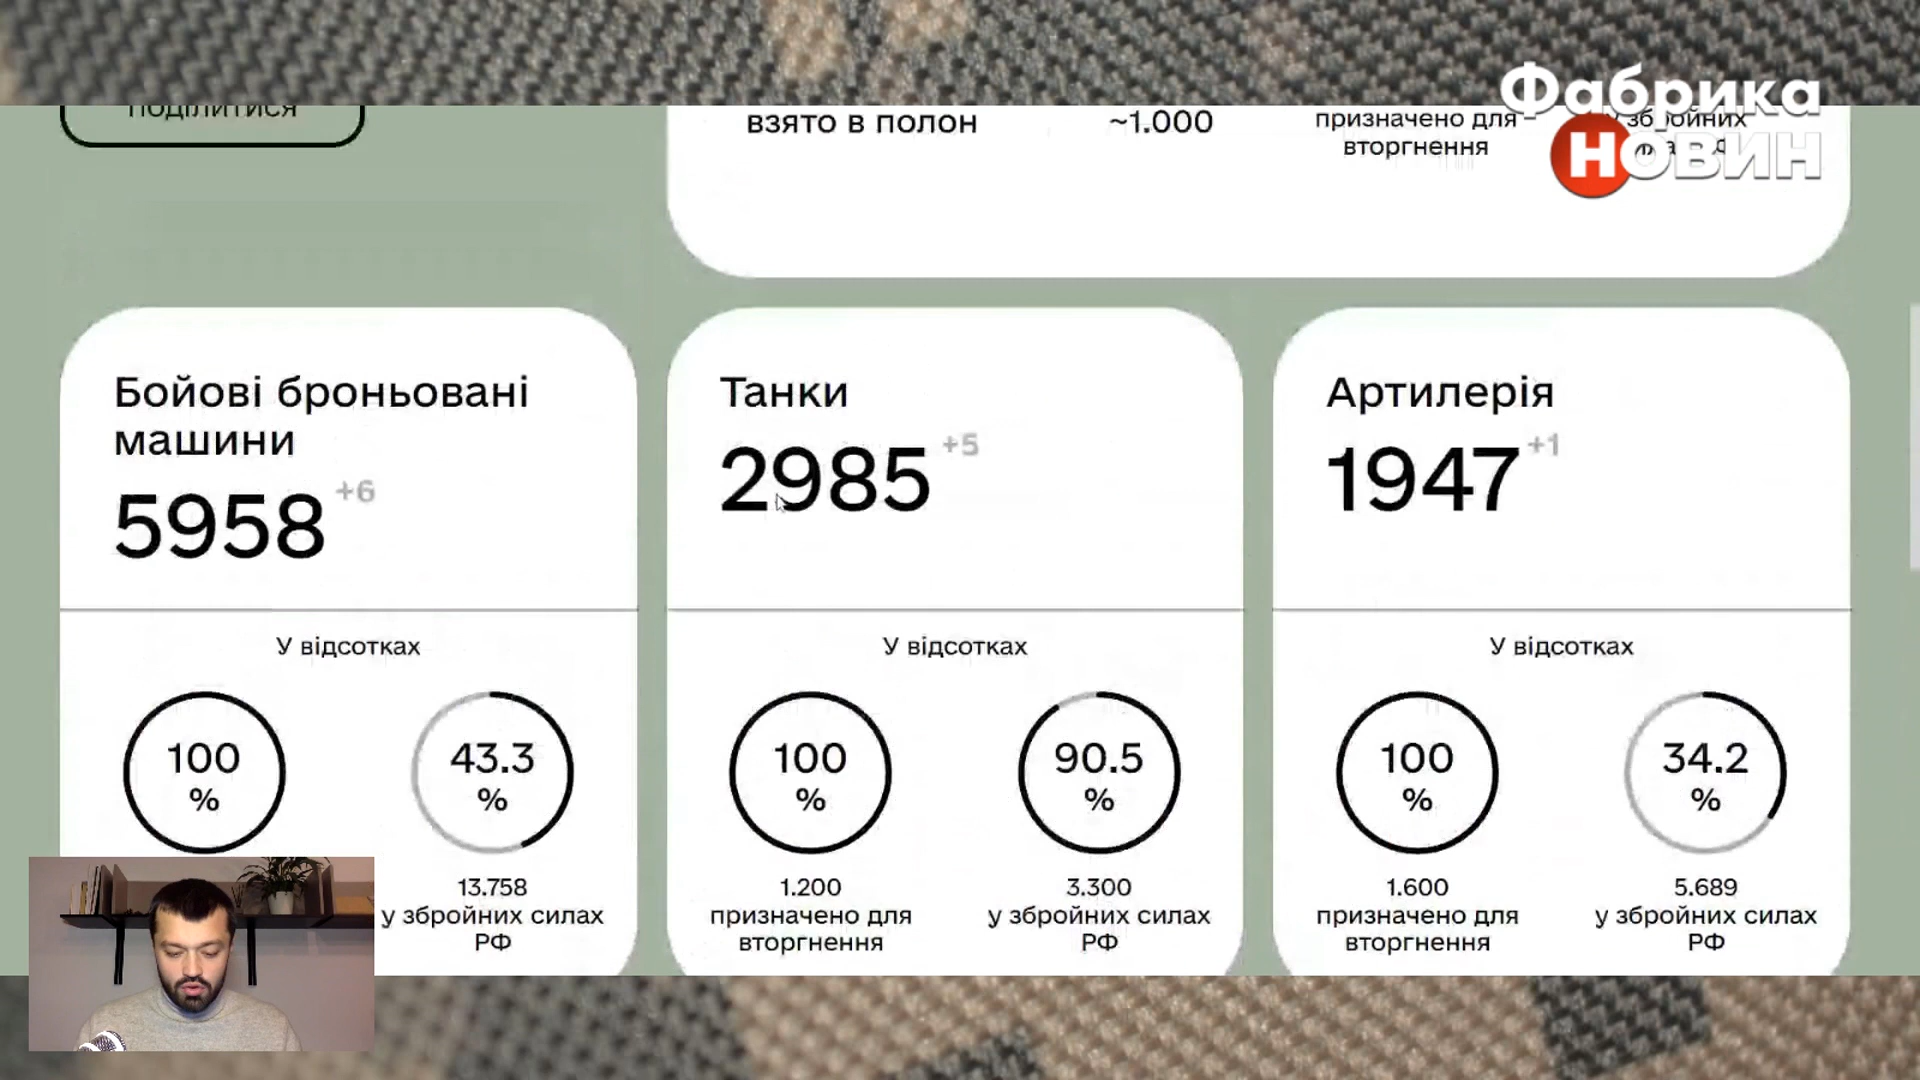 Фабрика
новин
ПОДІЛИТИСЯ
взято в полон
~1.000
призначено для
вторгнення
у збройних
РФ
Бойові броньовані
машини
5958 +6
Танки
2985 +5
Артилерія
1947 +1
У відсотках
100
%
43.3
%
13.758
у збройних силах
РФ
У відсотках
100
%
1.200
призначено для
вторгнення
90.5
%
3.300
у збройних силах
РФ
У відсотках
100
%
1.600
призначено для
вторгнення
34.2
%
5.689
у збройних силах
РФ